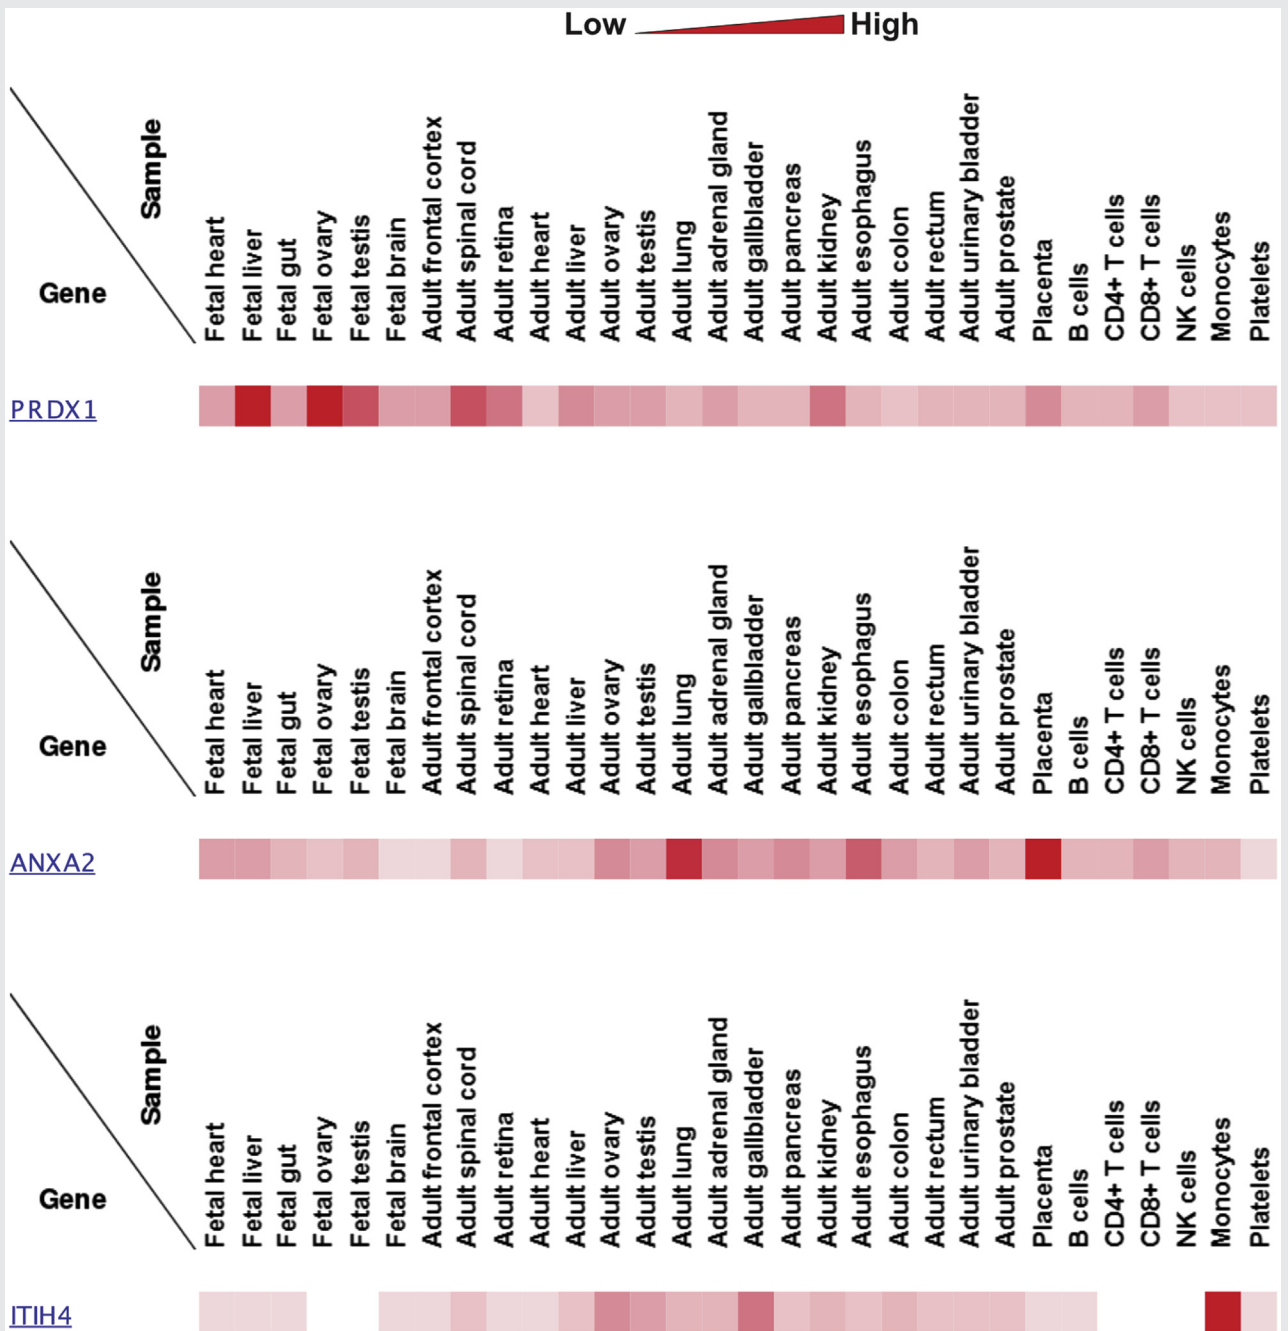 Low High
Sample
Gene
Fetal heart
Fetal liver
Fetal gut
Fetal ovary
Fetal testis
Fetal brain
Adult frontal cortex
Adult spinal cord
Adult retina
Adult heart
Adult liver
Adult ovary
Adult testis
Adult lung
Adult adrenal gland
Adult gallbladder
Adult pancreas
Adult kidney
Adult esophagus
Adult colon
Adult rectum
Adult urinary bladder
Adult prostate
Placenta
B cells
CD4+ T cells
CD8+ T cells
NK cells
Monocytes
Platelets
PRDX1
Sample
Gene
Fetal heart
Fetal liver
Fetal gut
Fetal ovary
Fetal testis
Fetal brain
Adult frontal cortex
Adult spinal cord
Adult retina
Adult heart
Adult liver
Adult ovary
Adult testis
Adult lung
Adult adrenal gland
Adult gallbladder
Adult pancreas
Adult kidney
Adult esophagus
Adult colon
Adult rectum
Adult urinary bladder
Adult prostate
Placenta
B cells
CD4+ T cells
CD8+ T cells
NK cells
Monocytes
Platelets
ANXA2
Sample
Gene
Fetal heart
Fetal liver
Fetal gut
Fetal ovary
Fetal testis
Fetal brain
Adult frontal cortex
Adult spinal cord
Adult retina
Adult heart
Adult liver
Adult ovary
Adult testis
Adult lung
Adult adrenal gland
Adult gallbladder
Adult pancreas
Adult kidney
Adult esophagus
Adult colon
Adult rectum
Adult urinary bladder
Adult prostate
Placenta
B cells
CD4+ T cells
CD8+ T cells
NK cells
Monocytes
Platelets
ITIH4